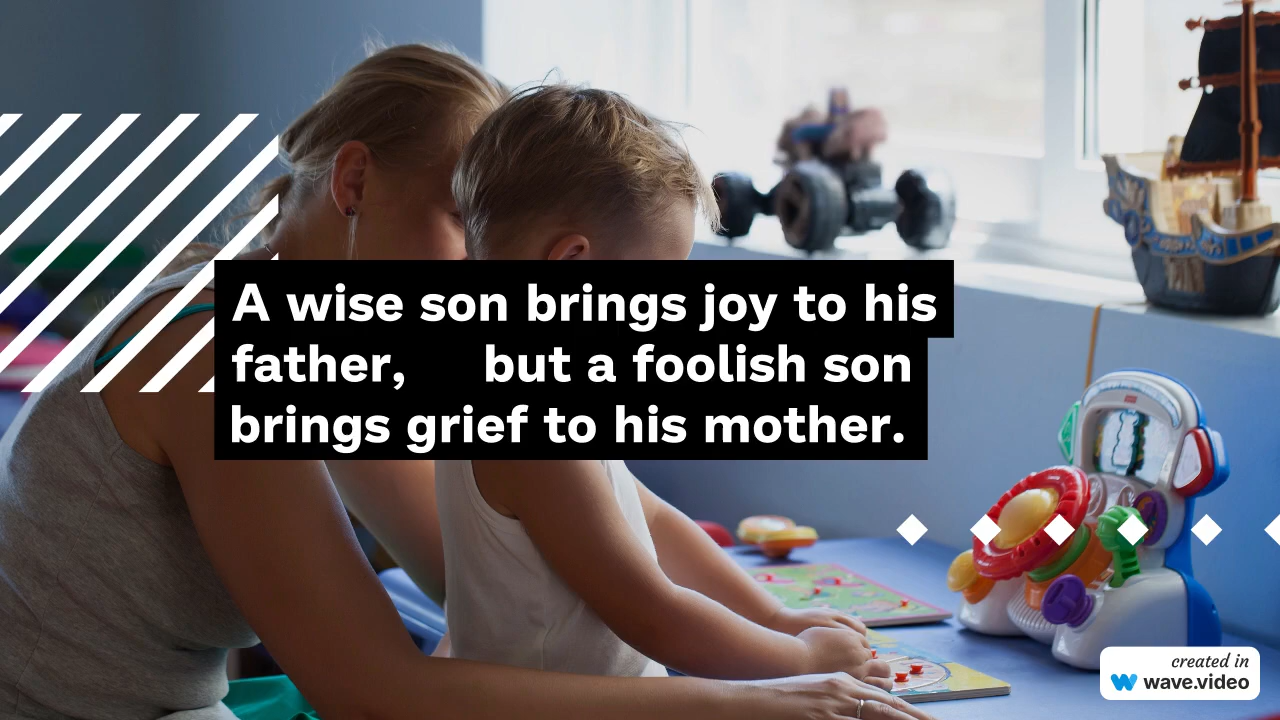 A wise son brings joy to his
father, but a foolish son
brings grief to his mother.
created in
wave.video